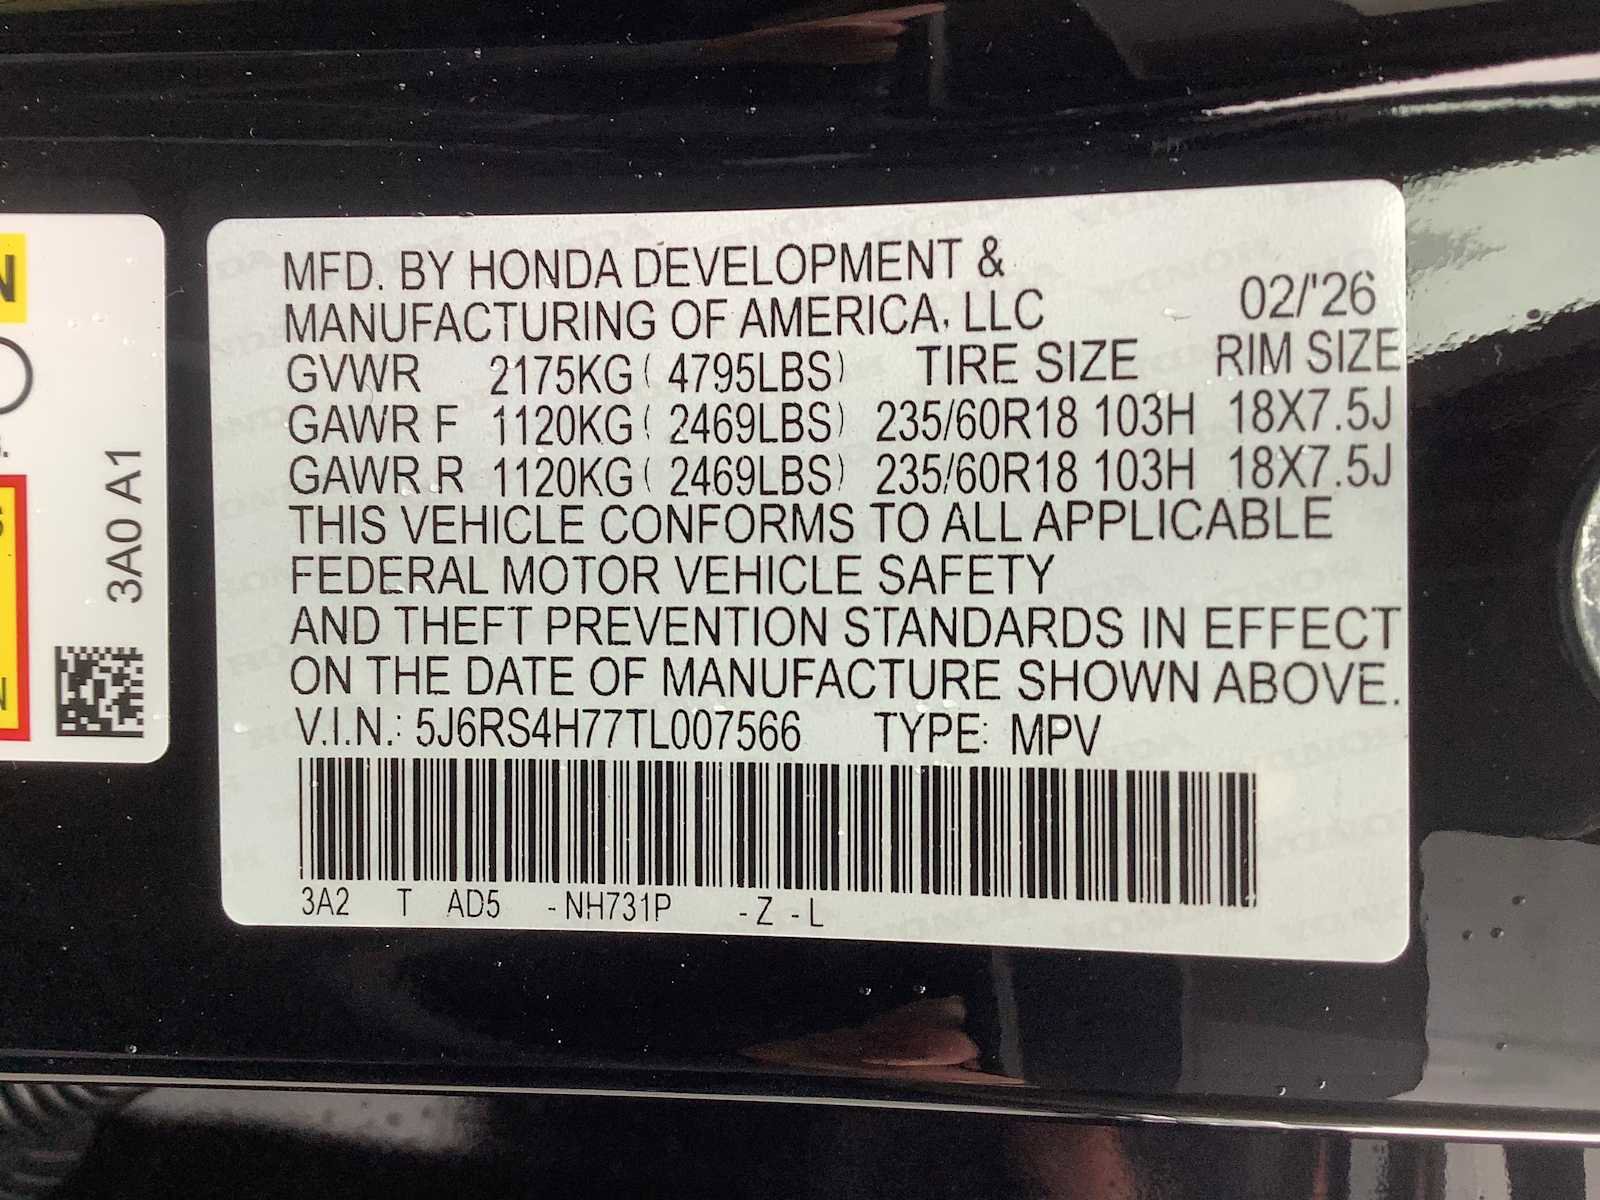 MFD. BY HONDA DEVELOPMENT &
MANUFACTURING OF AMERICA, LLC 02/'26
GVWR 2175KG ( 4795LBS) TIRE SIZE RIM SIZE
GAWR F 1120KG ( 2469LBS) 235/60R18 103H 18X7.5J
GAWR R 1120KG ( 2469LBS) 235/60R18 103H 18X7.5J
THIS VEHICLE CONFORMS TO ALL APPLICABLE
FEDERAL MOTOR VEHICLE SAFETY
AND THEFT PREVENTION STANDARDS IN EFFECT
ON THE DATE OF MANUFACTURE SHOWN ABOVE.
V.I.N.: 5J6RS4H77TL007566 TYPE: MPV
3A2 T AD5 -NH731P -Z -L
3A0 A1